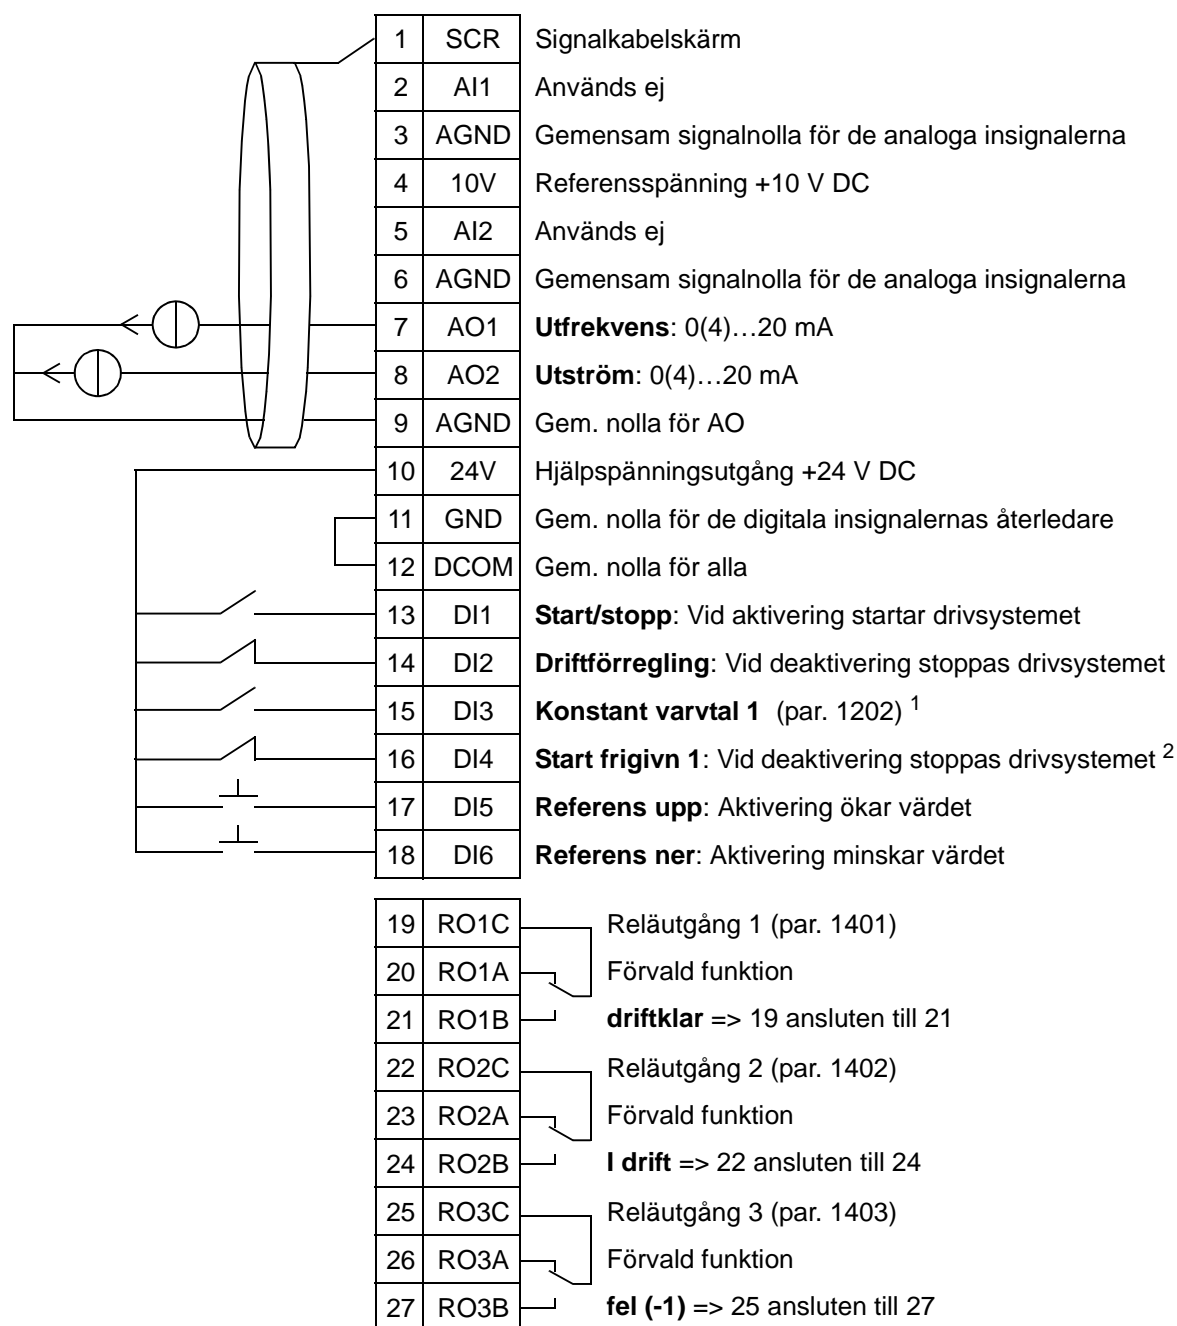 1 SCR Signalkabelskärm
2 AI1 Används ej
3 AGND Gemensam signalnolla för de analoga insignalerna
4 10V Referensspänning +10 V DC
5 AI2 Används ej
6 AGND Gemensam signalnolla för de analoga insignalerna
7 AO1 Utfrekvens: 0(4)…20 mA
8 AO2 Utström: 0(4)…20 mA
9 AGND Gem. nolla för AO
10 24V Hjälpspänningsutgång +24 V DC
11 GND Gem. nolla för de digitala insignalernas återledare
12 DCOM Gem. nolla för alla
13 DI1 Start/stopp: Vid aktivering startar drivsystemet
14 DI2 Driftförregling: Vid deaktivering stoppas drivsystemet
15 DI3 Konstant varvtal 1 (par. 1202) 1
16 DI4 Start frigivn 1: Vid deaktivering stoppas drivsystemet 2
17 DI5 Referens upp: Aktivering ökar värdet
18 DI6 Referens ner: Aktivering minskar värdet
19 RO1C Reläutgång 1 (par. 1401)
20 RO1A Förvald funktion
21 RO1B driftklar => 19 ansluten till 21
22 RO2C Reläutgång 2 (par. 1402)
23 RO2A Förvald funktion
24 RO2B I drift => 22 ansluten till 24
25 RO3C Reläutgång 3 (par. 1403)
26 RO3A Förvald funktion
27 RO3B fel (-1) => 25 ansluten till 27